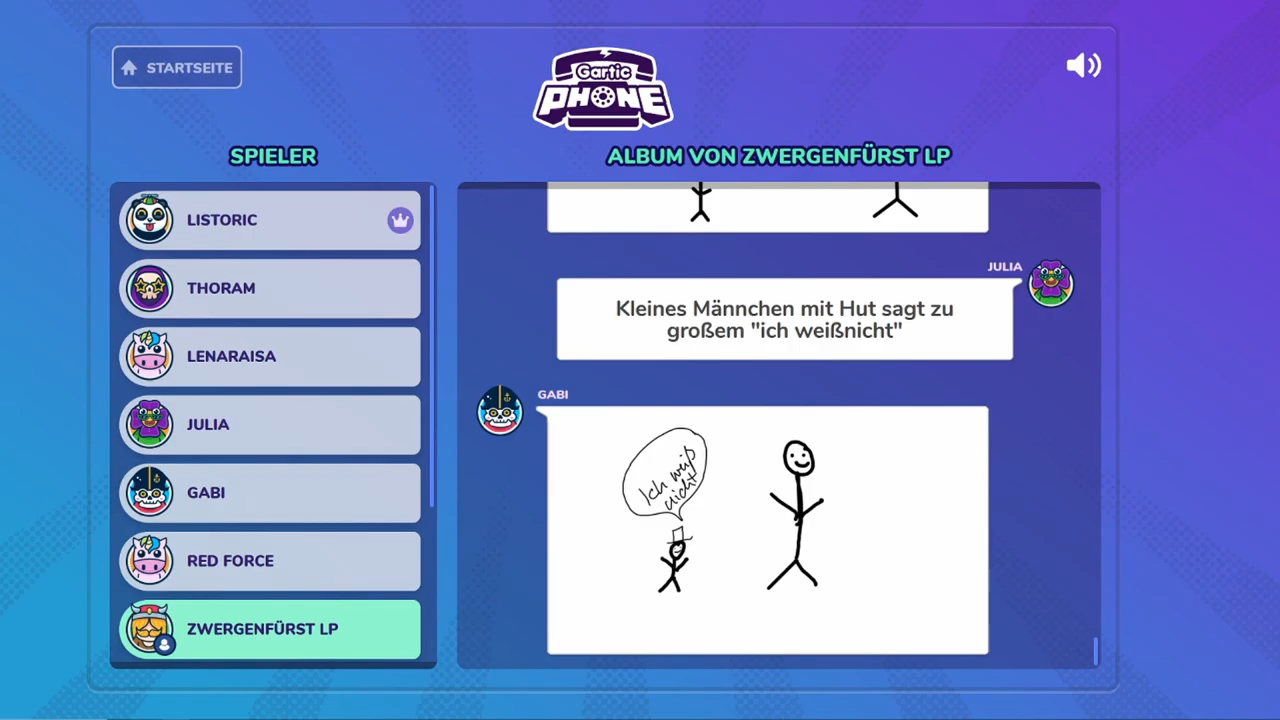 STARTSEITE
Gartic
PHONE
SPIELER
ALBUM VON ZWERGENFÜRST LP
LISTORIC
THORAM
LENARAISA
JULIA
GABI
RED FORCE
ZWERGENFÜRST LP
JULIA
Kleines Männchen mit Hut sagt zu
großem "ich weißnicht"
GABI
Ich weiß
nicht